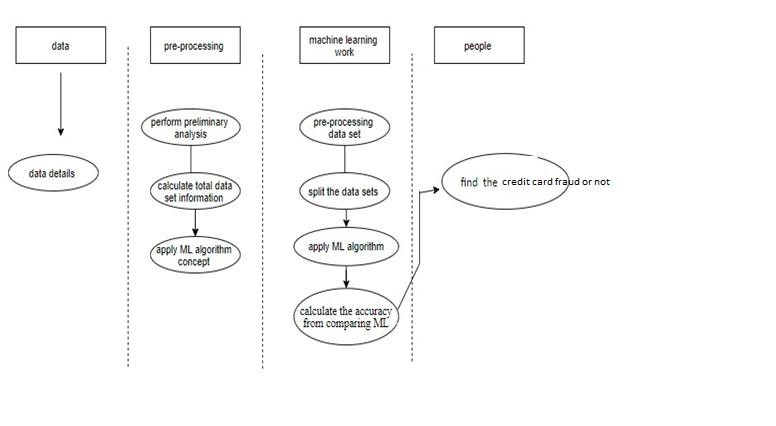 data
pre-processing
machine learning
work
people
perform preliminary
analysis
pre-processing
data set
data details
calculate total data
set information
split the data sets
find the credit card fraud or not
apply ML algorithm
concept
apply ML algorithm
calculate the accuracy
from comparing ML